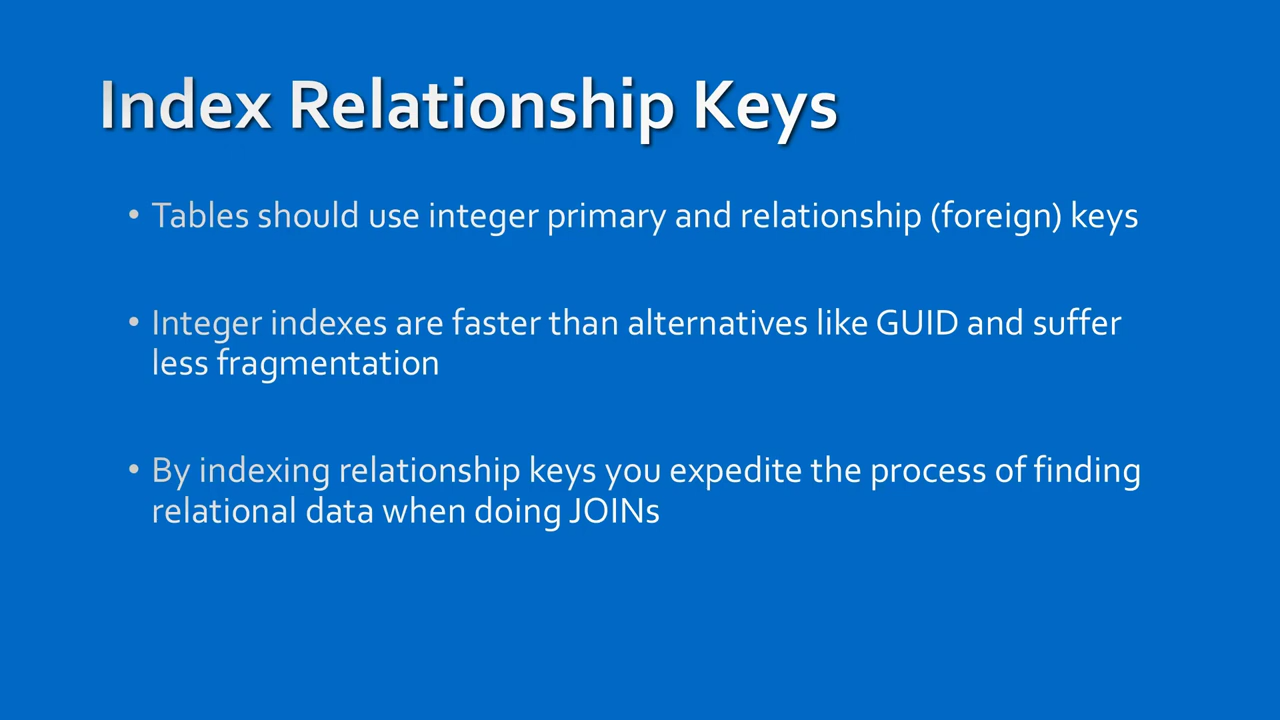 Index Relationship Keys
• Tables should use integer primary and relationship (foreign) keys
• Integer indexes are faster than alternatives like GUID and suffer
less fragmentation
• By indexing relationship keys you expedite the process of finding
relational data when doing JOINs